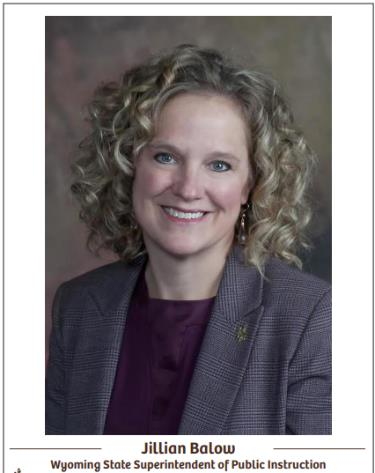 Jillian Balow
Wyoming State Superintendent of Public Instruction